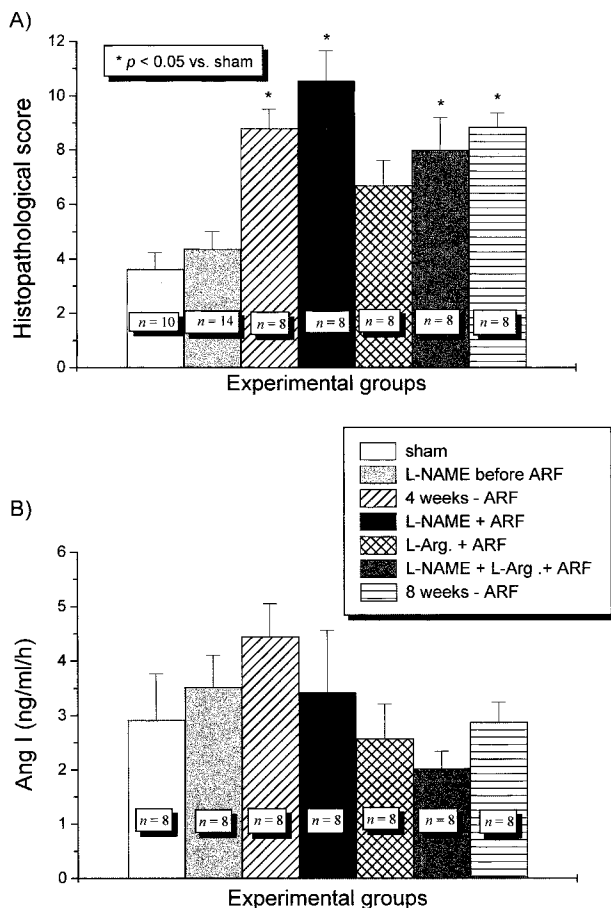 A)
* p < 0.05 vs. sham
Histopathological score
12
10
8
6
4
2
0
*
*
*
*
n = 10
n = 14
n = 8
n = 8
n = 8
n = 8
n = 8
Experimental groups
sham
L-NAME before ARF
4 weeks - ARF
L-NAME + ARF
L-Arg. + ARF
L-NAME + L-Arg .+ ARF
8 weeks - ARF
B)
Ang I (ng/ml/h)
6
5
4
3
2
1
0
n = 8
n = 8
n = 8
n = 8
n = 8
n = 8
n = 8
Experimental groups